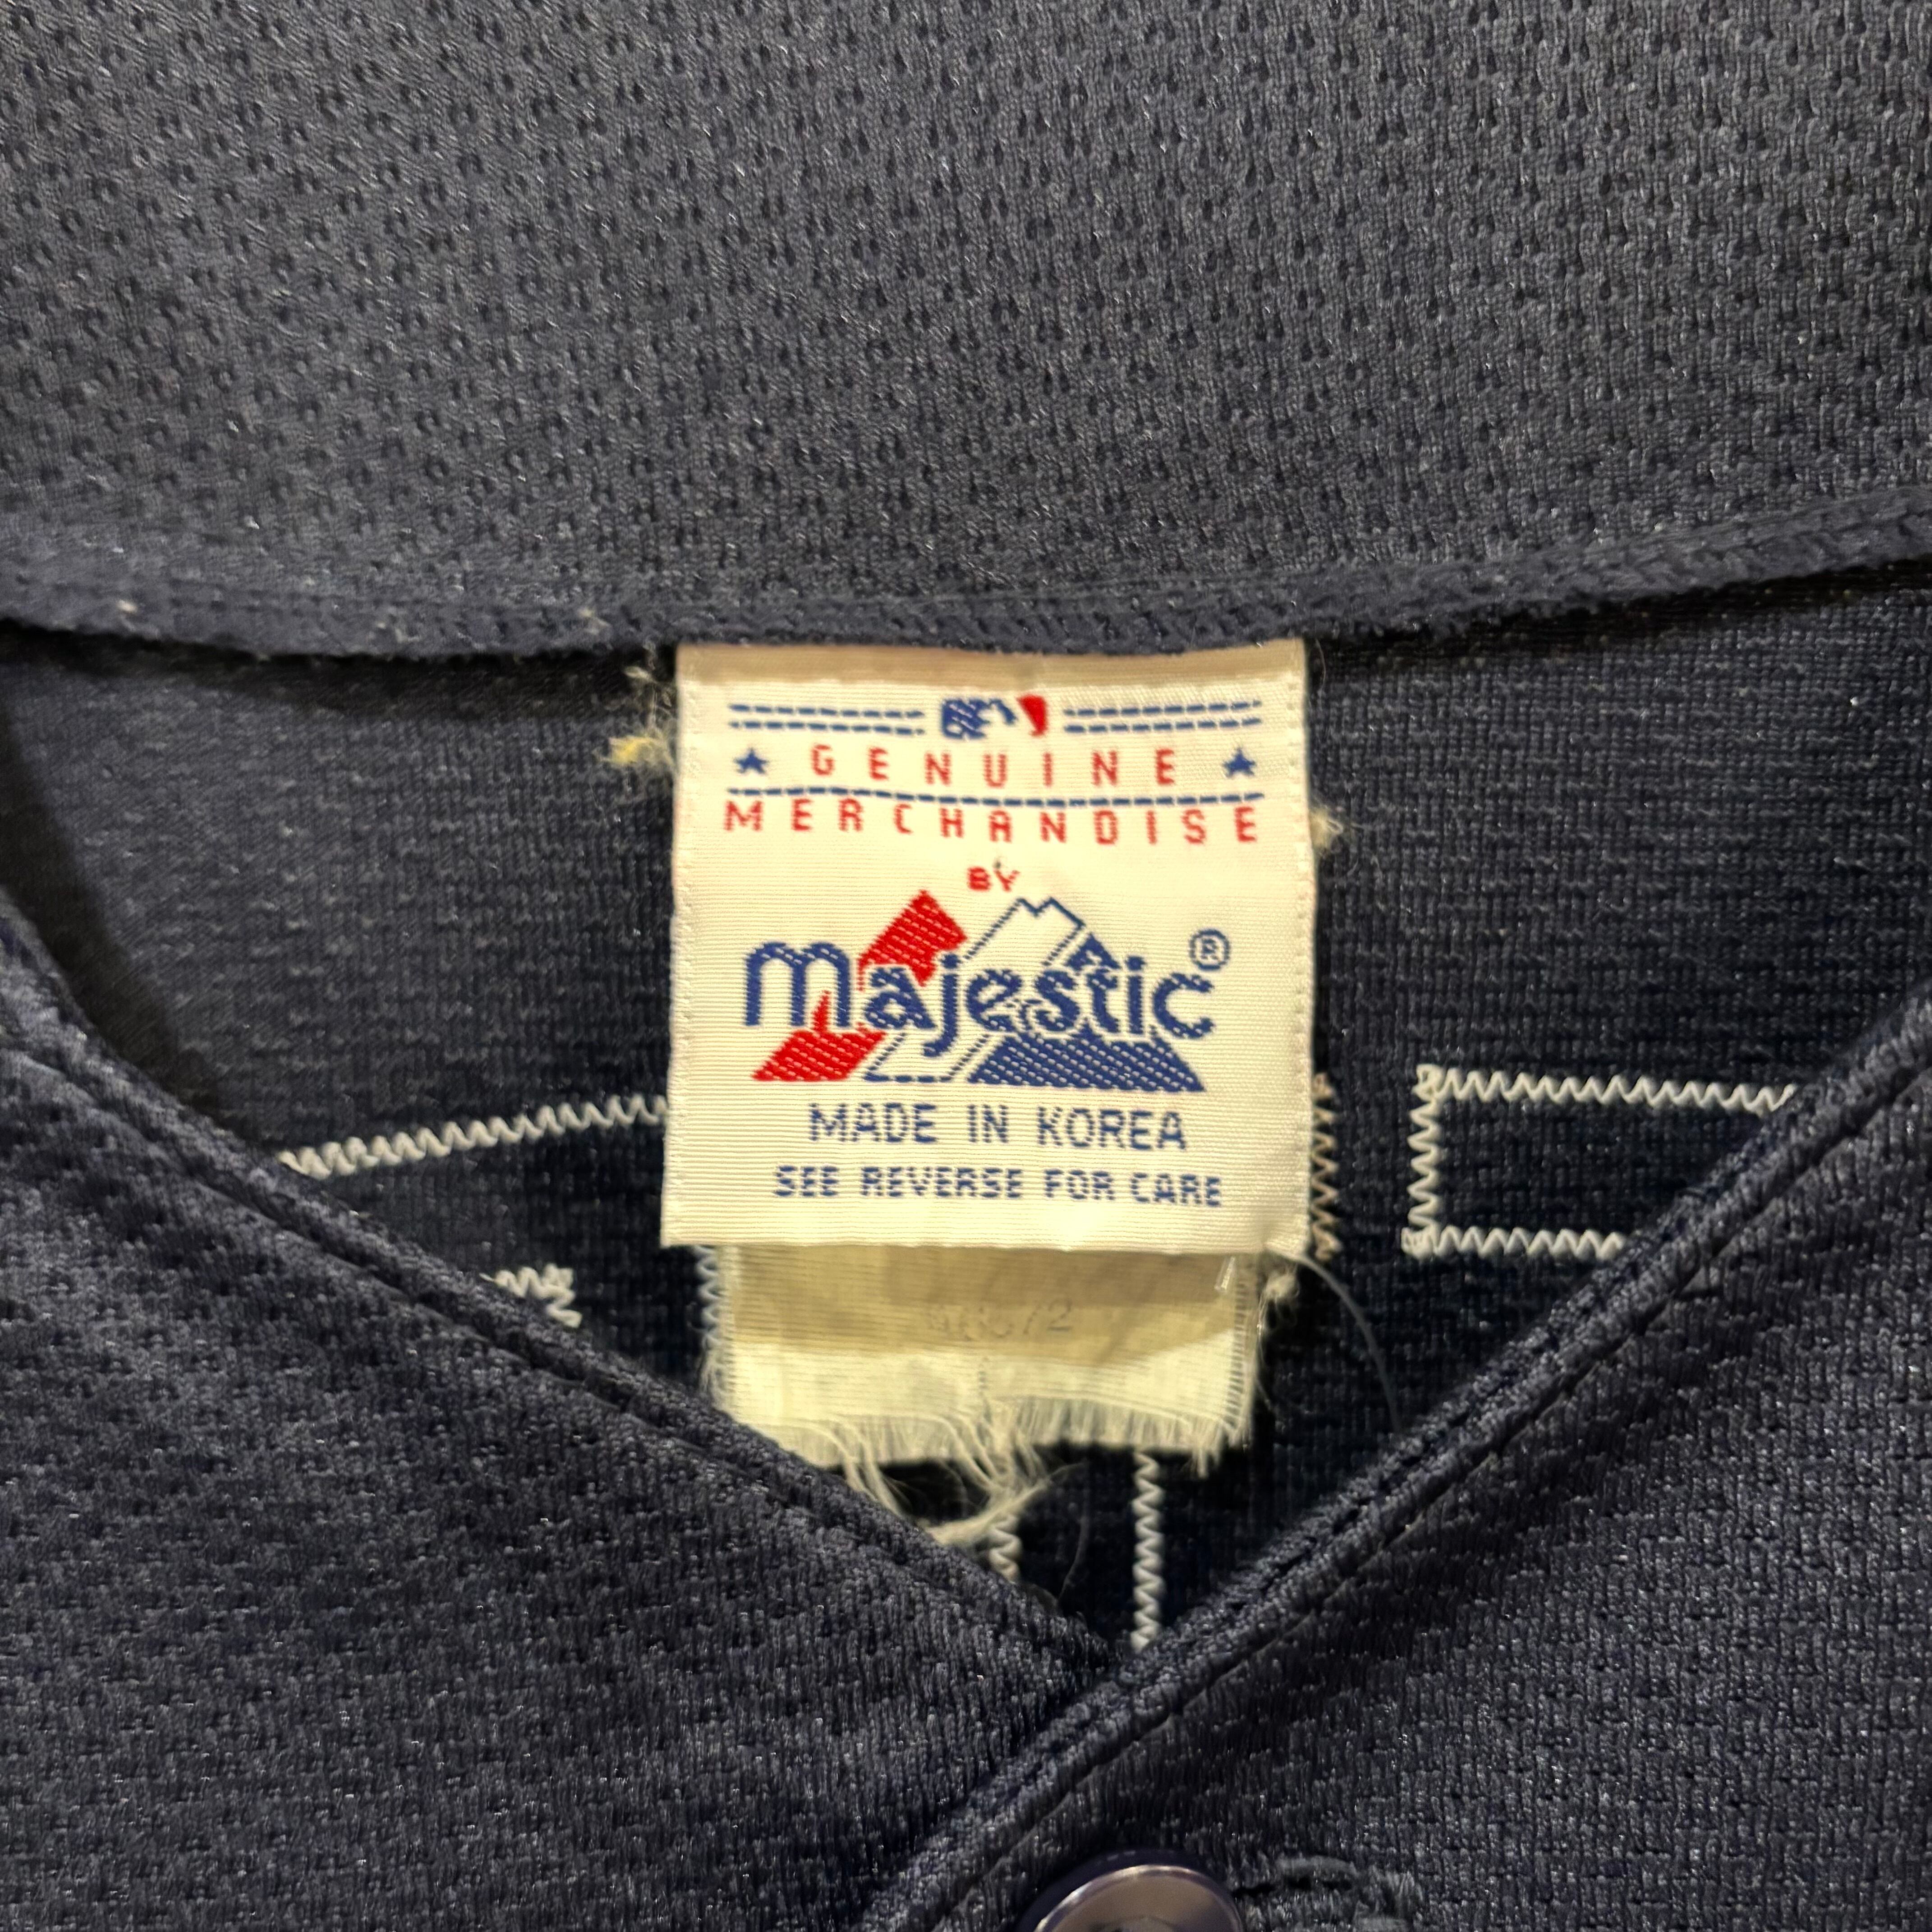 GENUINE
MERCHANDISE
BY
majestic®
MADE IN KOREA
SEE REVERSE FOR CARE